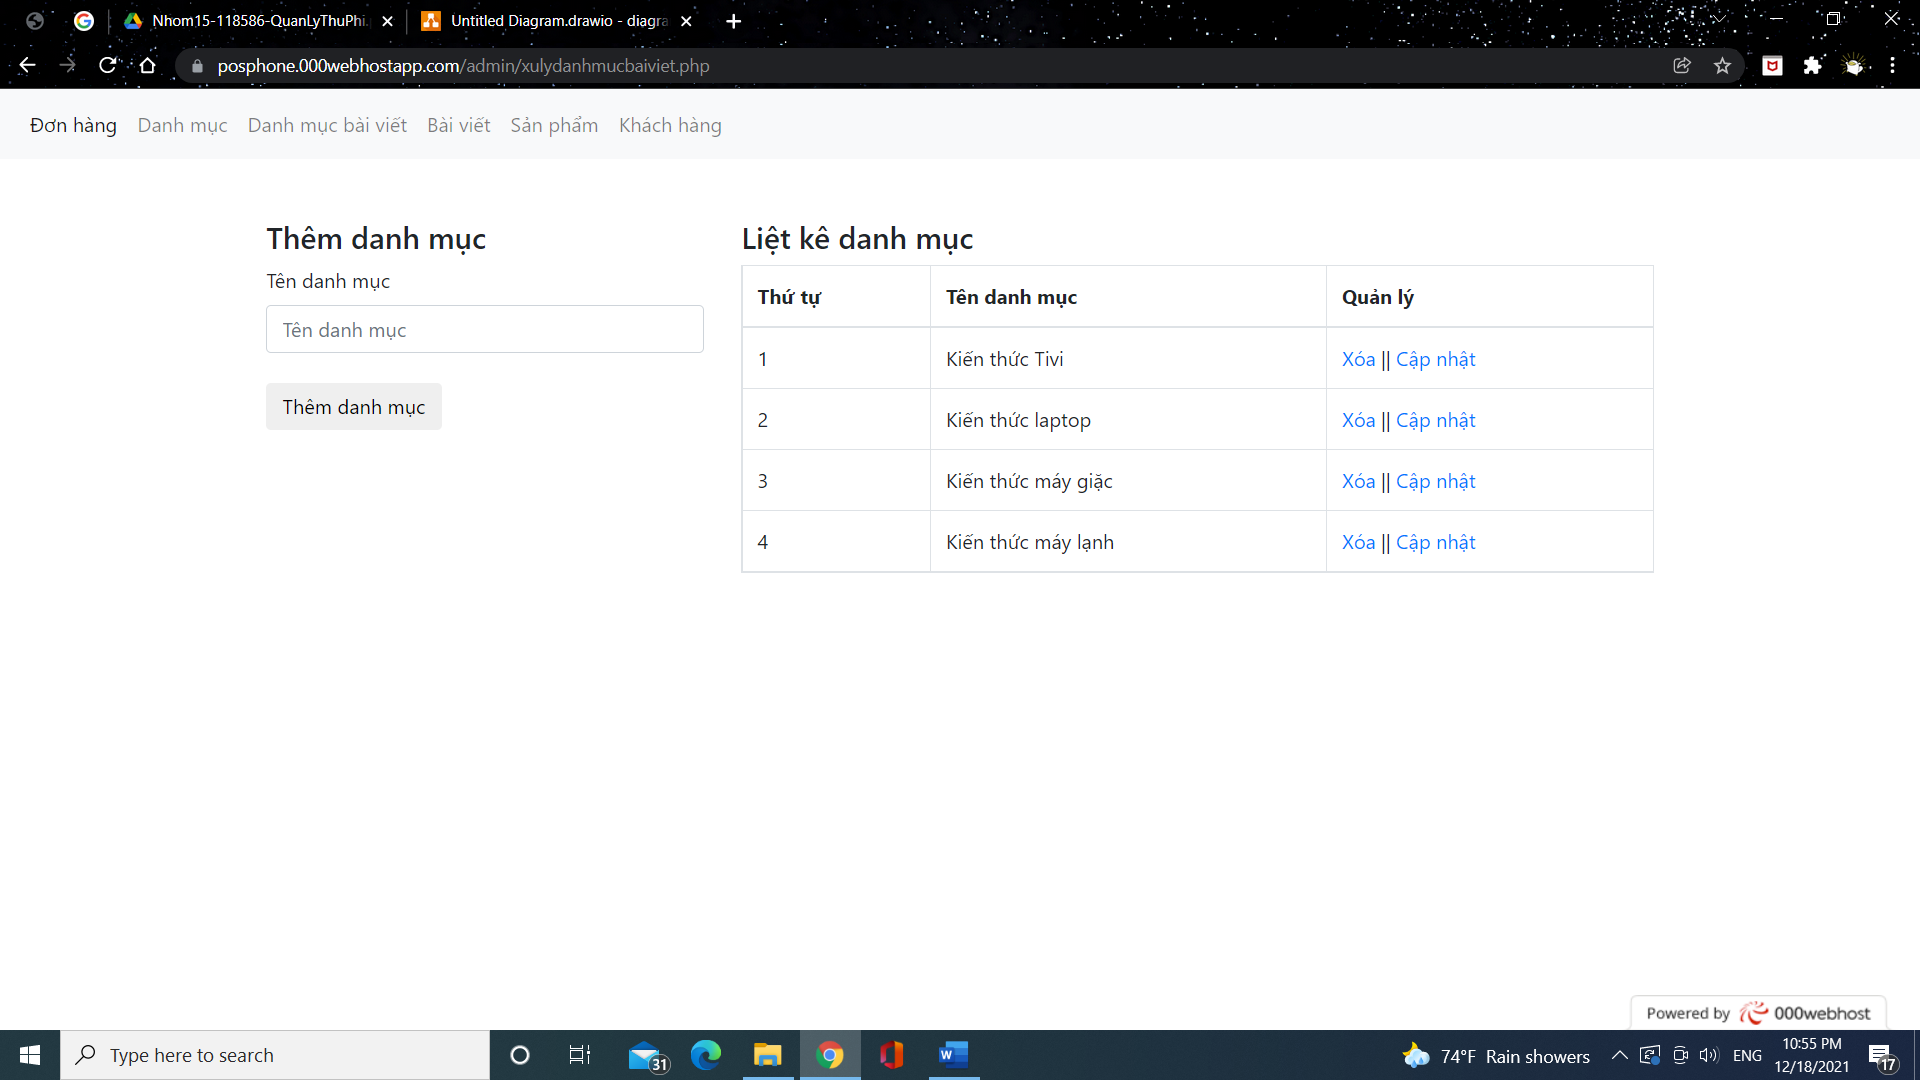 Nhom15-118586-QuanLyThuPhi.
Untitled Diagram.drawio - diagra
posphone.000webhostapp.com/admin/xulydanhmucbaiviet.php
Đơn hàng Danh mục Danh mục bài viết Bài viết Sản phẩm Khách hàng
Thêm danh mục
Tên danh mục
Tên danh mục
Thêm danh mục
Liệt kê danh mục
Thứ tự Tên danh mục Quản lý
1 Kiến thức Tivi Xóa || Cập nhật
2 Kiến thức laptop Xóa || Cập nhật
3 Kiến thức máy giặc Xóa || Cập nhật
4 Kiến thức máy lạnh Xóa || Cập nhật
Powered by 000webhost
Type here to search
31
74°F Rain showers
ENG
10:55 PM
12/18/2021
17